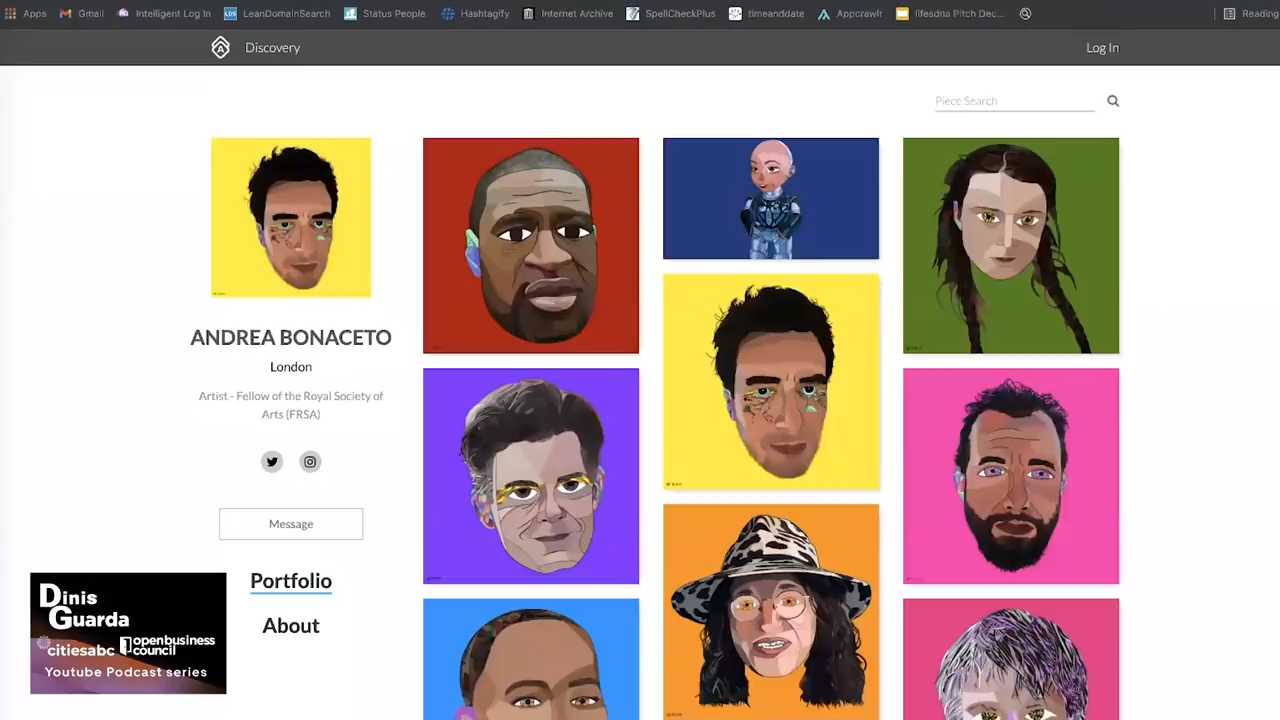 Apps
Gmail
Intelligent Log In
LeanDomainSearch
Status People
Hashtagify
Internet Archive
SpellCheckPlus
timeanddate
Appcrawlr
lifesdna Pitch Dec...
Reading
Discovery
Log In
Piece Search
ANDREA BONACETO
London
Artist - Fellow of the Royal Society of
Arts (FRSA)
Message
Portfolio
About
Dinis
Guarda
citiesabc
openbusiness
council
Youtube Podcast series